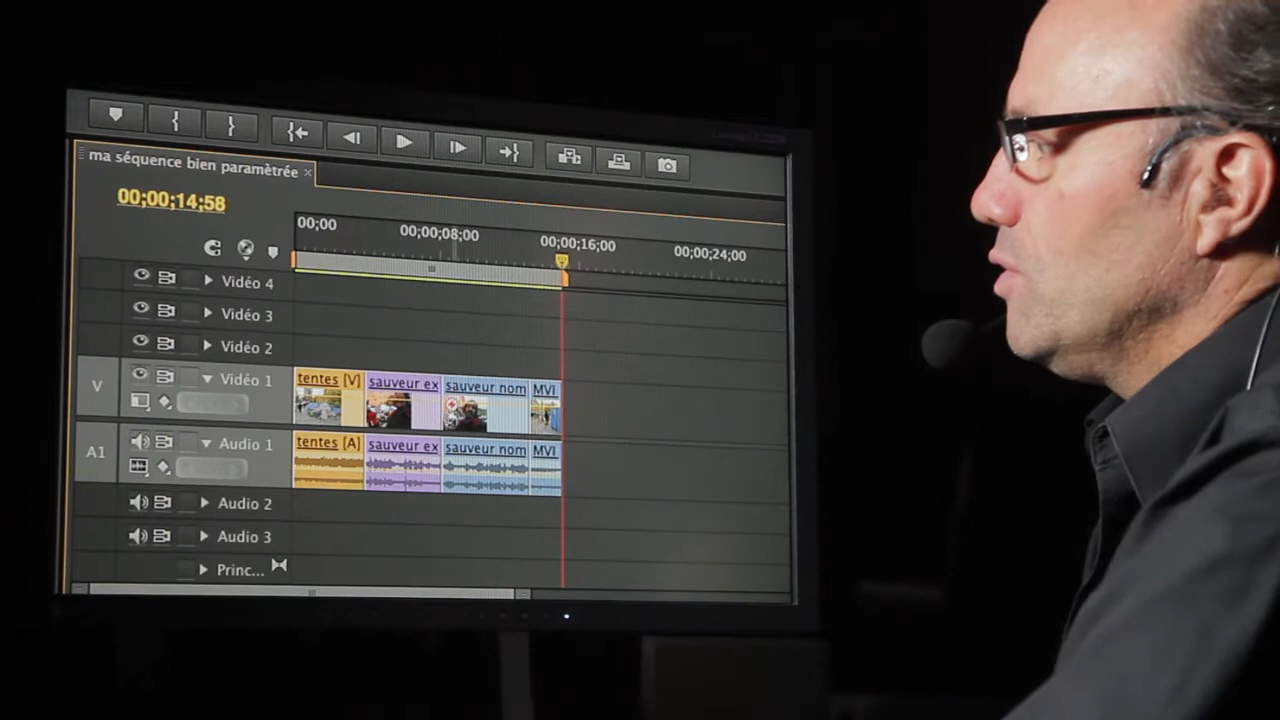 ma séquence bien paramètrée ×
00;00;14;58
00;00
00;00;08;00
00;00;16;00
00;00;24;00
Vidéo 4
Vidéo 3
Vidéo 2
V
Vidéo 1
tentes [V]
sauveur ex
sauveur nom
MVI
A1
Audio 1
tentes [A]
sauveur ex
sauveur nom
MVI
Audio 2
Audio 3
Princ...